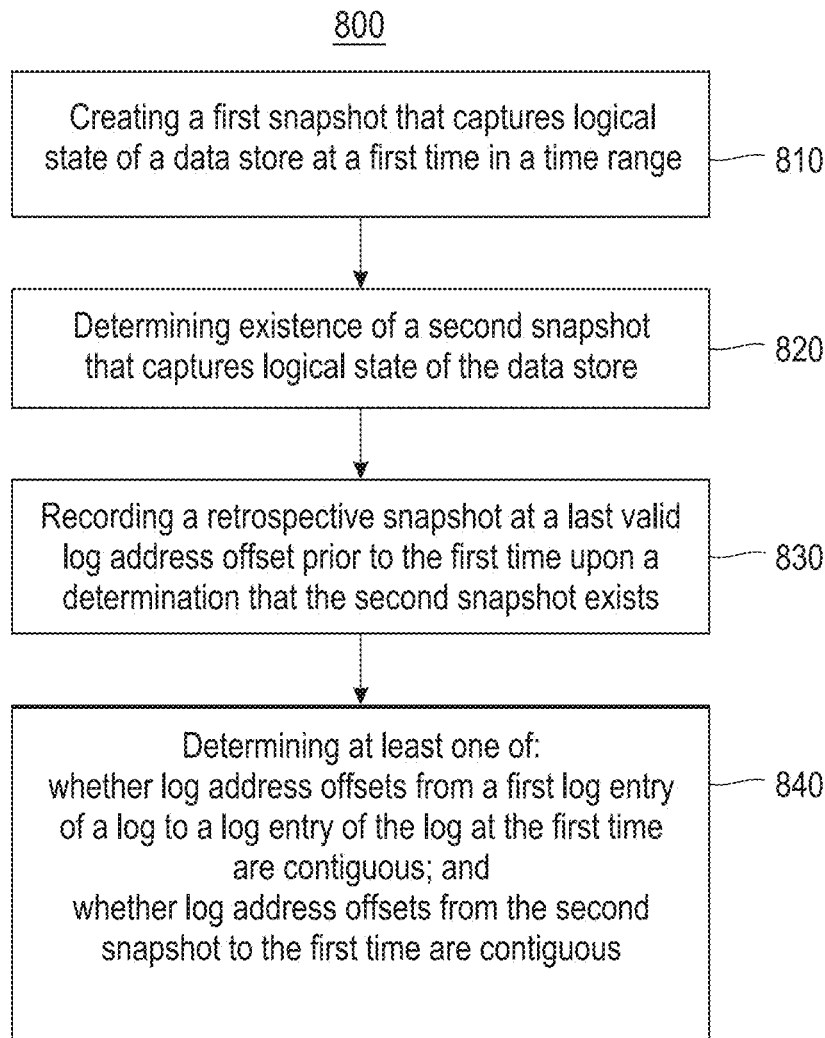 800
Creating a first snapshot that captures logical
state of a data store at a first time in a time range
810
Determining existence of a second snapshot
that captures logical state of the data store
820
Recording a retrospective snapshot at a last valid
log address offset prior to the first time upon a
determination that the second snapshot exists
830
Determining at least one of:
whether log address offsets from a first log entry
of a log to a log entry of the log at the first time
are contiguous; and
whether log address offsets from the second
snapshot to the first time are contiguous
840